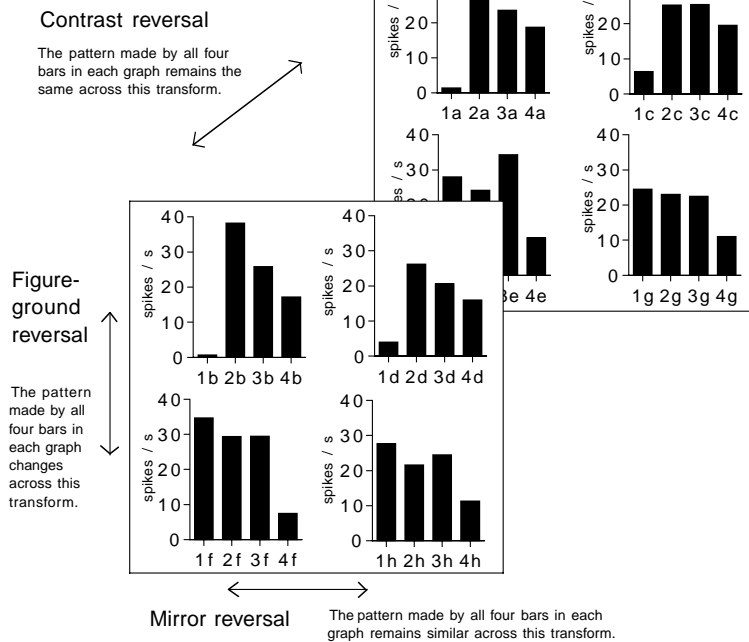 Contrast reversal
The pattern made by all four
bars in each graph remains the
same across this transform.
spikes /
20
10
0
1a 2a 3a 4a
spikes /
20
10
0
1c 2c 3c 4c
40
30
3e 4e
spikes / s
40
30
20
10
0
1g 2g 3g 4g
spikes / s
40
30
20
10
0
1b 2b 3b 4b
spikes / s
40
30
20
10
0
1d 2d 3d 4d
Figure-
ground
reversal
The pattern
made by all
four bars in
each graph
changes
across this
transform.
spikes / s
40
30
20
10
0
1f 2f 3f 4f
spikes / s
40
30
20
10
0
1h 2h 3h 4h
Mirror reversal
The pattern made by all four bars in each
graph remains similar across this transform.